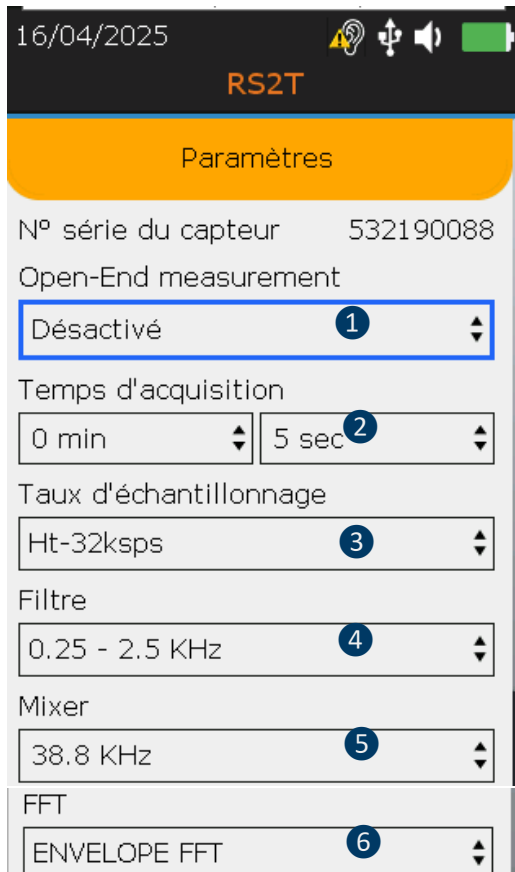 16/04/2025
RS2T
Paramètres
Nº série du capteur 532190088
Open-End measurement
Désactivé 1
Temps d'acquisition
0 min 5 sec 2
Taux d'échantillonnage
Ht-32ksps 3
Filtre
0.25 - 2.5 KHz 4
Mixer
38.8 KHz 5
FFT
ENVELOPE FFT 6